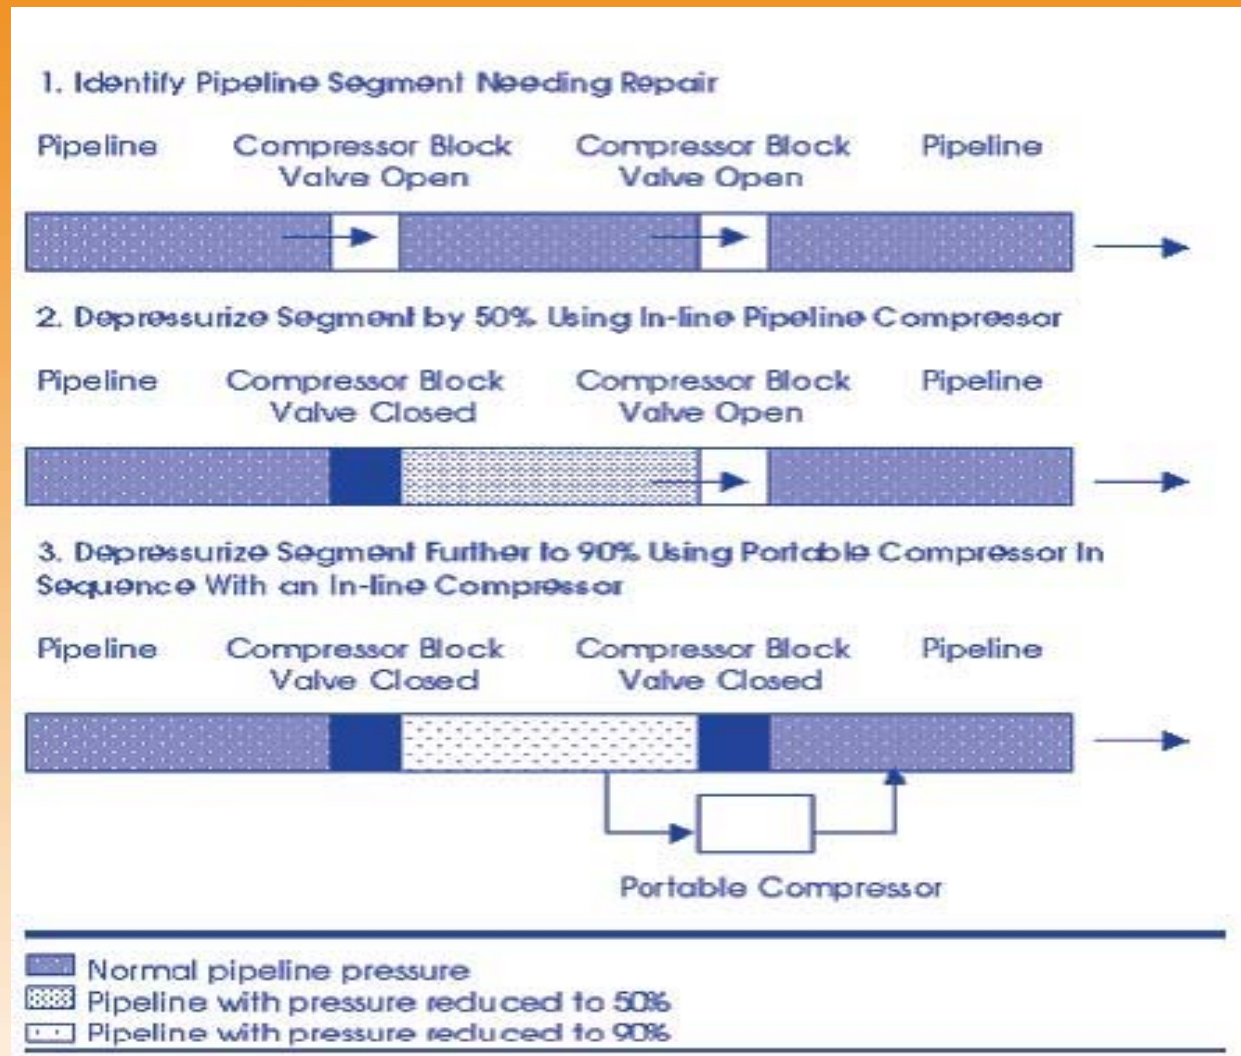 1. Identify Pipeline Segment Needing Repair
Pipeline Compressor Block Compressor Block Pipeline
Valve Open Valve Open
2. Depressurize Segment by 50% Using In-line Pipeline Compressor
Pipeline Compressor Block Compressor Block Pipeline
Valve Closed Valve Open
3. Depressurize Segment Further to 90% Using Portable Compressor In
Sequence With an In-line Compressor
Pipeline Compressor Block Compressor Block Pipeline
Valve Closed Valve Closed
Portable Compressor
Normal pipeline pressure
Pipeline with pressure reduced to 50%
Pipeline with pressure reduced to 90%